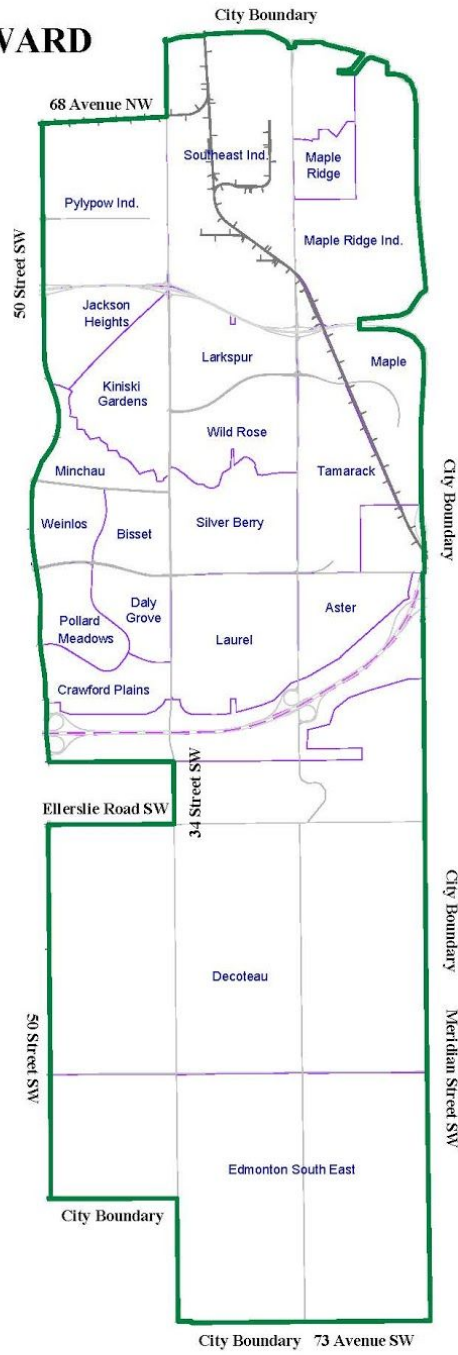 City Boundary
VARD
68 Avenue NW
Southeast Ind.
Maple
Ridge
Pylypow Ind.
Maple Ridge Ind.
50 Street SW
Jackson
Heights
Larkspur
Maple
Kiniski
Gardens
Wild Rose
Minchau
Tamarack
City Boundary
Weinlos
Bisset
Silver Berry
Daly
Grove
Aster
Pollard
Meadows
Laurel
Crawford Plains
34 Street SW
Ellerslie Road SW
City Boundary
Decoteau
50 Street SW
Meridian Street SW
Edmonton South East
City Boundary
City Boundary 73 Avenue SW